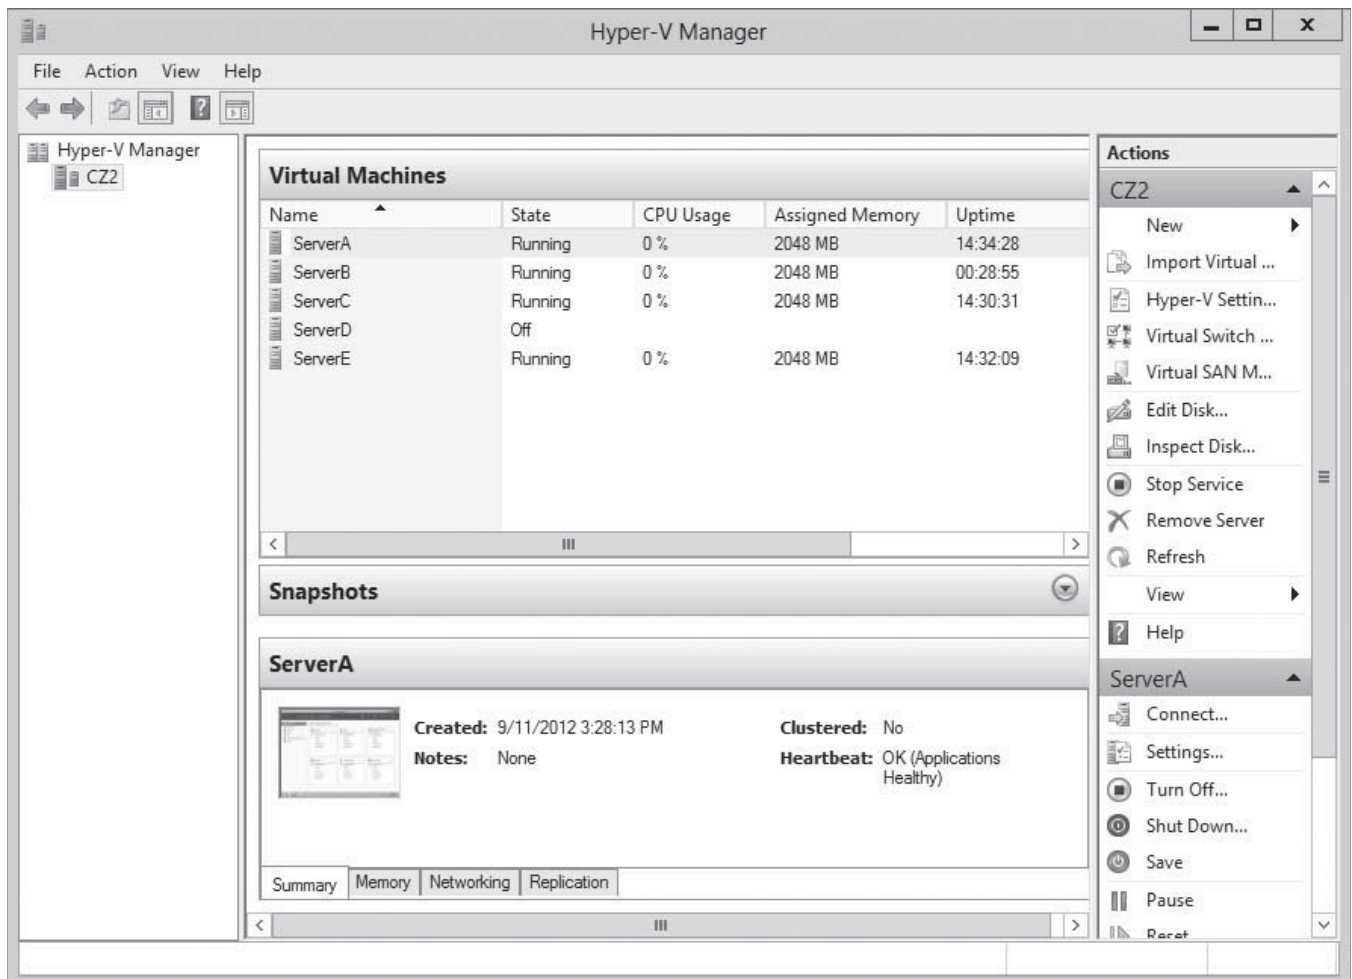 Hyper-V Manager
File Action View Help
Hyper-V Manager
CZ2
Virtual Machines
Name State CPU Usage Assigned Memory Uptime
ServerA Running 0 % 2048 MB 14:34:28
ServerB Running 0 % 2048 MB 00:28:55
ServerC Running 0 % 2048 MB 14:30:31
ServerD Off
ServerE Running 0 % 2048 MB 14:32:09
Snapshots
ServerA
Created: 9/11/2012 3:28:13 PM
Notes: None
Clustered: No
Heartbeat: OK (Applications
Healthy)
Summary Memory Networking Replication
Actions
CZ2
New
Import Virtual ...
Hyper-V Settin...
Virtual Switch ...
Virtual SAN M...
Edit Disk...
Inspect Disk...
Stop Service
Remove Server
Refresh
View
Help
ServerA
Connect...
Settings...
Turn Off...
Shut Down...
Save
Pause
Reset